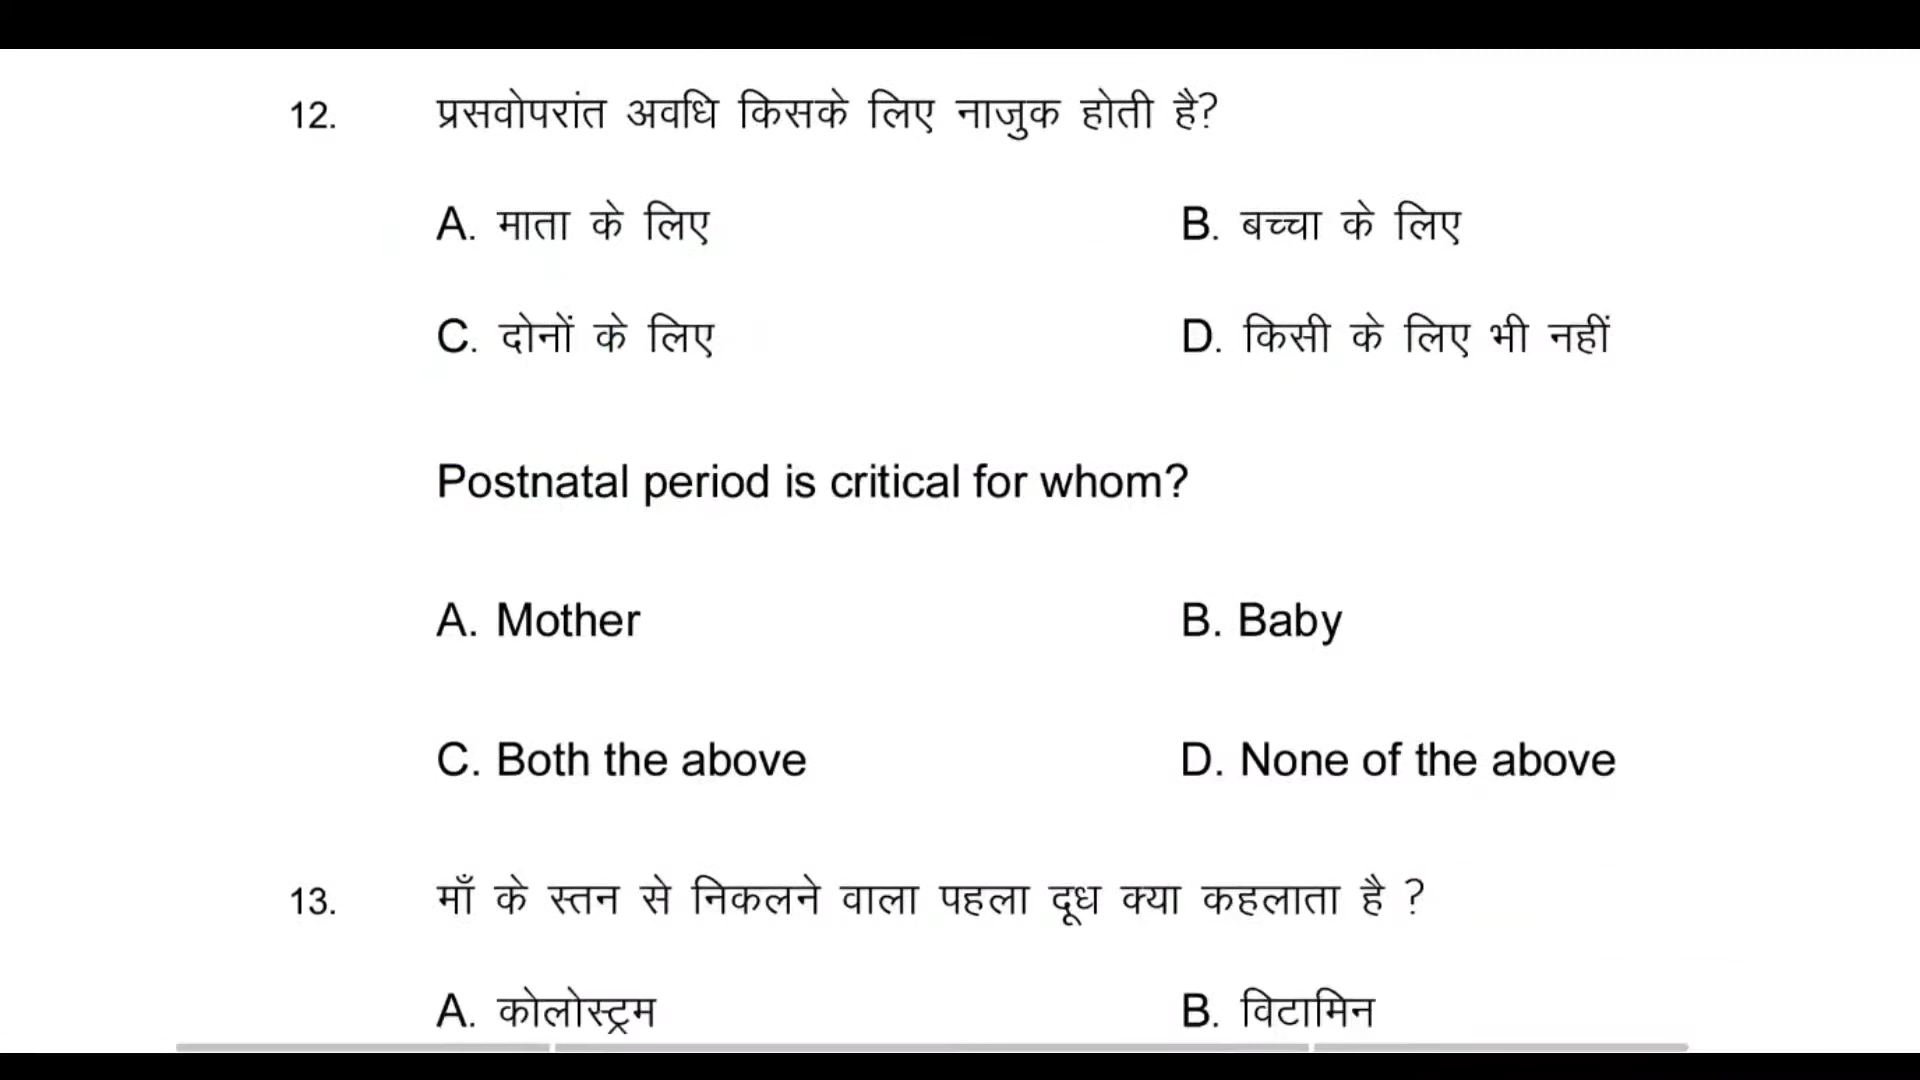 12. प्रसवोपरांत अवधि किसके लिए नाजुक होती है?
A. माता के लिए B. बच्चा के लिए
C. दोनों के लिए D. किसी के लिए भी नहीं
Postnatal period is critical for whom?
A. Mother B. Baby
C. Both the above D. None of the above
13. माँ के स्तन से निकलने वाला पहला दूध क्या कहलाता है ?
A. कोलोस्ट्रम B. विटामिन